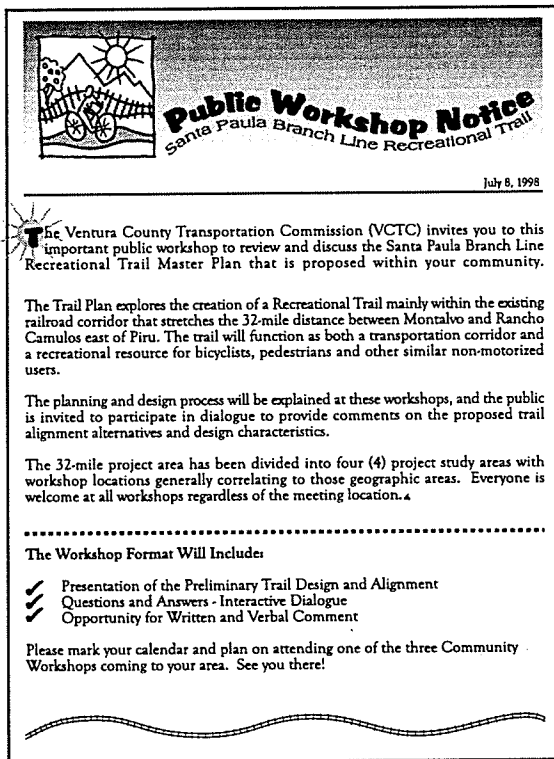 Public Workshop Notice
Santa Paula Branch Line Recreational Trail
July 8, 1998
The Ventura County Transportation Commission (VCTC) invites you to this
important public workshop to review and discuss the Santa Paula Branch Line
Recreational Trail Master Plan that is proposed within your community.
The Trail Plan explores the creation of a Recreational Trail mainly within the existing
railroad corridor that stretches the 32-mile distance between Montalvo and Rancho
Camulos east of Piru. The trail will function as both a transportation corridor and
a recreational resource for bicyclists, pedestrians and other similar non-motorized
users.
The planning and design process will be explained at these workshops, and the public
is invited to participate in dialogue to provide comments on the proposed trail
alignment alternatives and design characteristics.
The 32-mile project area has been divided into four (4) project study areas with
workshop locations generally correlating to those geographic areas. Everyone is
welcome at all workshops regardless of the meeting location.
The Workshop Format Will Include:
Presentation of the Preliminary Trail Design and Alignment
Questions and Answers - Interactive Dialogue
Opportunity for Written and Verbal Comment
Please mark your calendar and plan on attending one of the three Community
Workshops coming to your area. See you there!